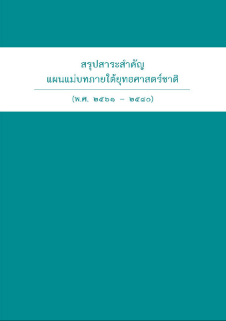 สรุปสาระสำคัญ
แผนแม่บทภายใต้ยุทธศาสตร์ชาติ
(พ.ศ. ๒๕๖๑ - ๒๕๘๐)